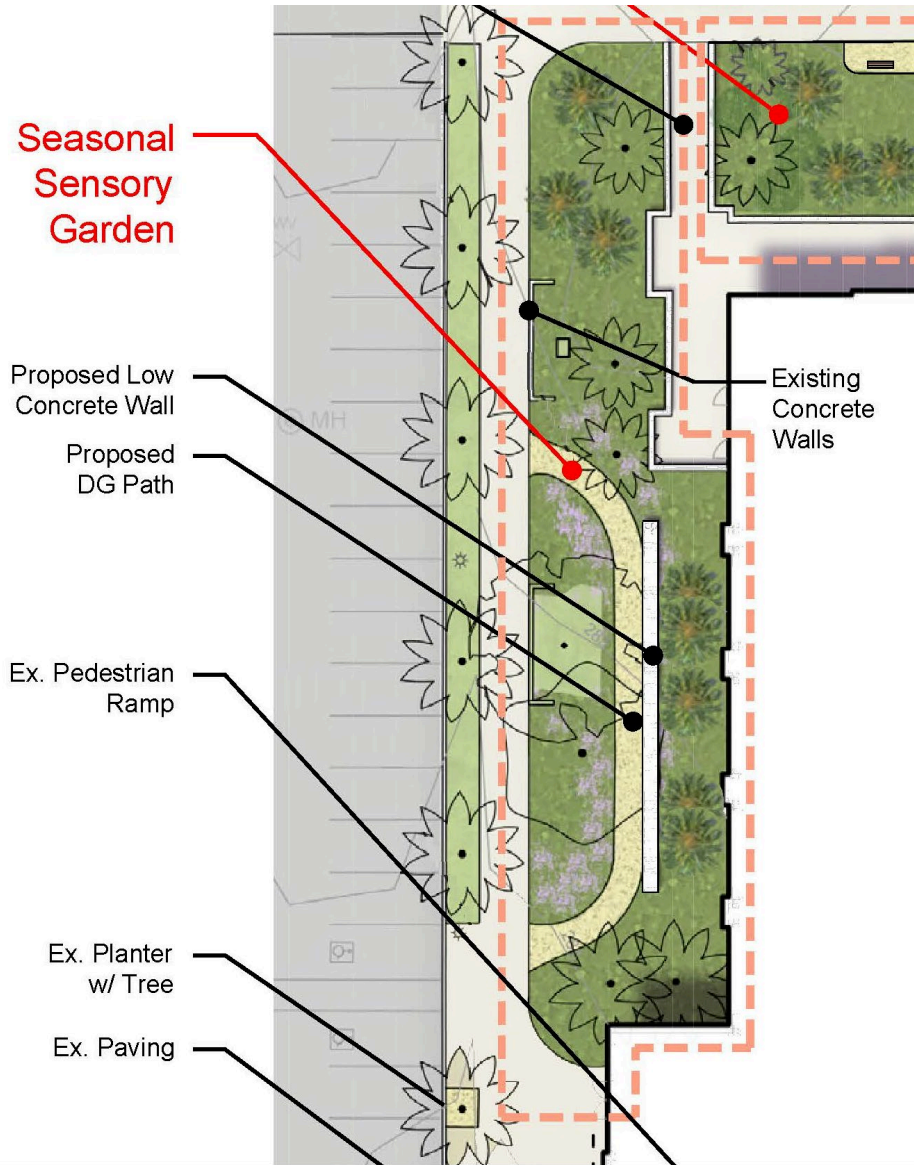 Seasonal
Sensory
Garden
Proposed Low
Concrete Wall
Existing
Concrete
Walls
MH
Proposed
DG Path
Ex. Pedestrian
Ramp
Ex. Planter
w/ Tree
Ex. Paving